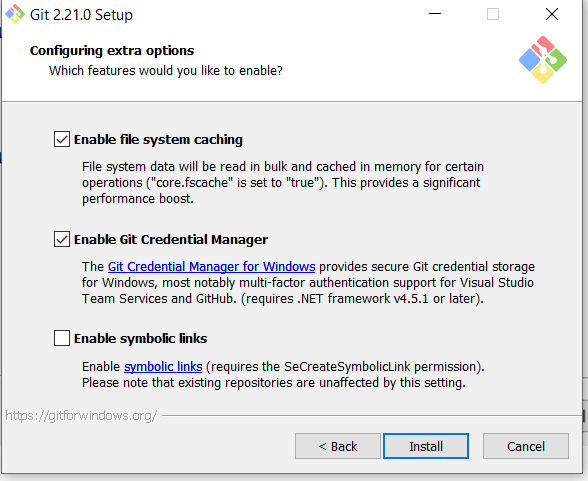 Git 2.21.0 Setup
Configuring extra options
Which features would you like to enable?
Enable file system caching
File system data will be read in bulk and cached in memory for certain
operations ("core.fscache" is set to "true"). This provides a significant
performance boost.
Enable Git Credential Manager
The Git Credential Manager for Windows provides secure Git credential storage
for Windows, most notably multi-factor authentication support for Visual Studio
Team Services and GitHub. (requires .NET framework v4.5.1 or later).
Enable symbolic links
Enable symbolic links (requires the SeCreateSymbolicLink permission).
Please note that existing repositories are unaffected by this setting.
https://gitforwindows.org/
< Back Install Cancel